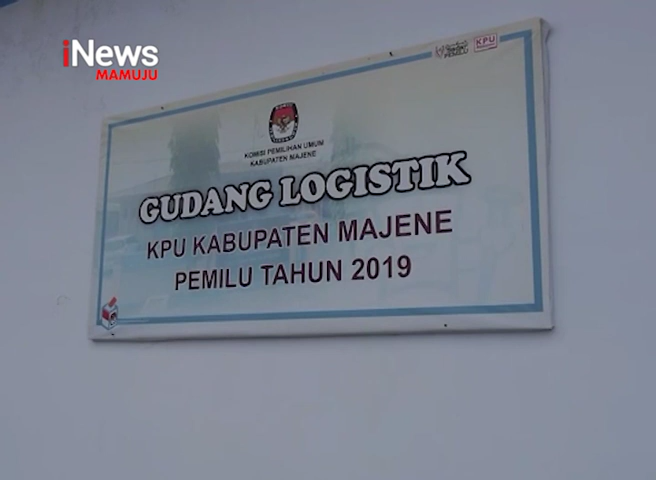 iNews
MAMUJU
KPU
KOMISI PEMILIHAN UMUM
KABUPATEN MAJENE
GUDANG LOGISTIK
KPU KABUPATEN MAJENE
PEMILU TAHUN 2019